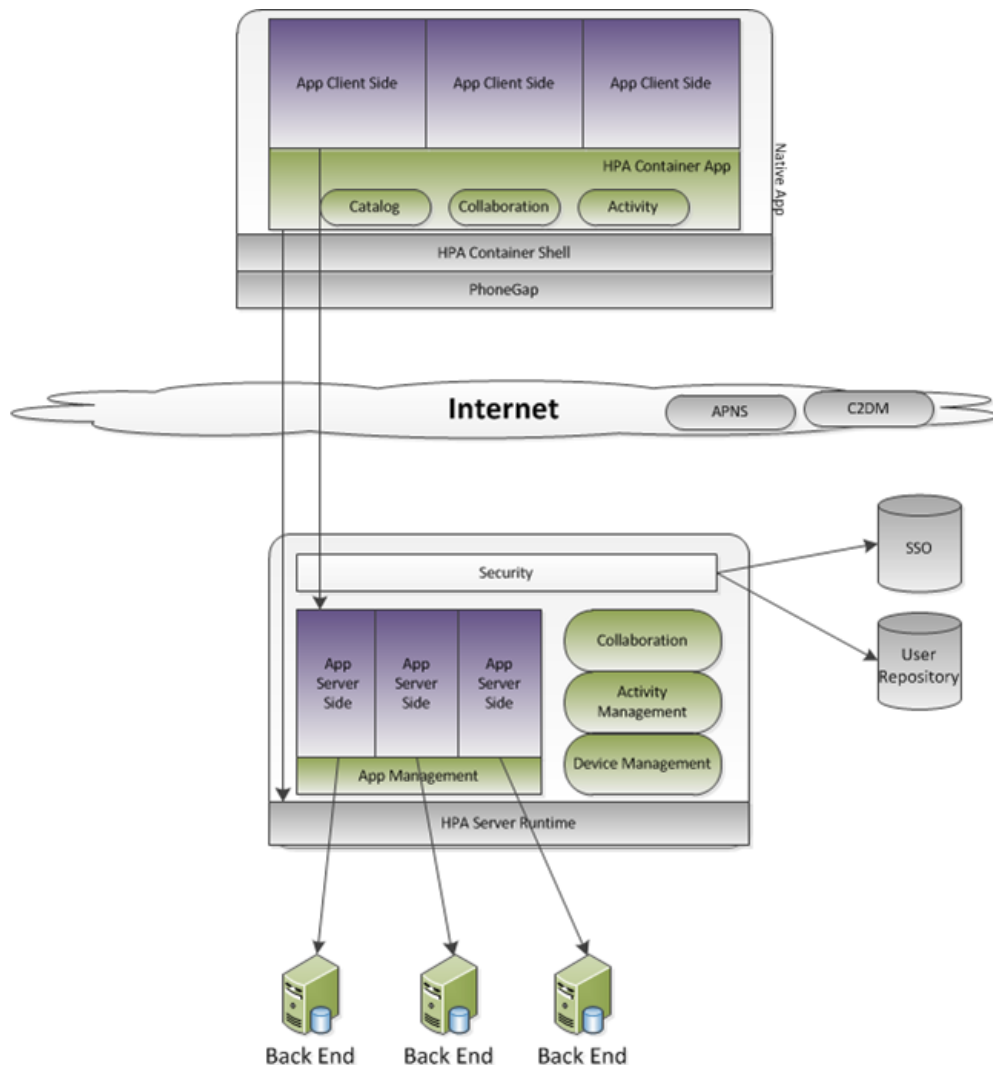 App Client Side
App Client Side
App Client Side
HPA Container App
Catalog
Collaboration
Activity
Native App
HPA Container Shell
PhoneGap
Internet
APNS
C2DM
Security
SSO
User
Repository
App
Server
Side
App
Server
Side
App
Server
Side
Collaboration
Activity
Management
Device Management
App Management
HPA Server Runtime
Back End
Back End
Back End